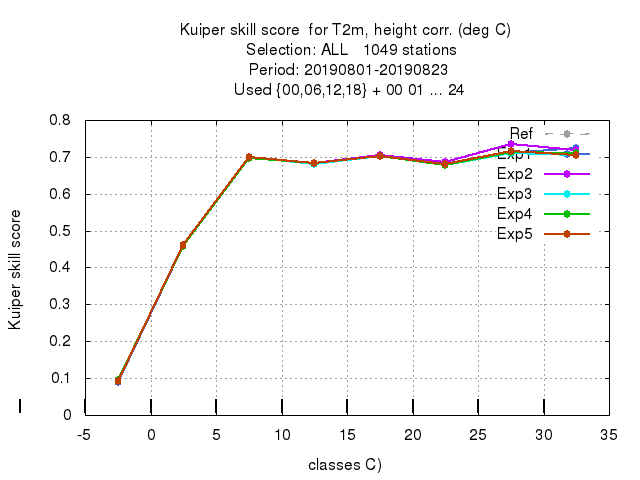 Kuiper skill score  for T2m, height corr. (deg C)
Selection: ALL   1049 stations
Period: 20190801-20190823
Used {00,06,12,18} + 00 01 ... 24
Kuiper skill score
0.8
0.7
0.6
0.5
0.4
0.3
0.2
0.1
0
Ref
Exp1
Exp2
Exp3
Exp4
Exp5
-5 0 5 10 15 20 25 30 35
classes C)